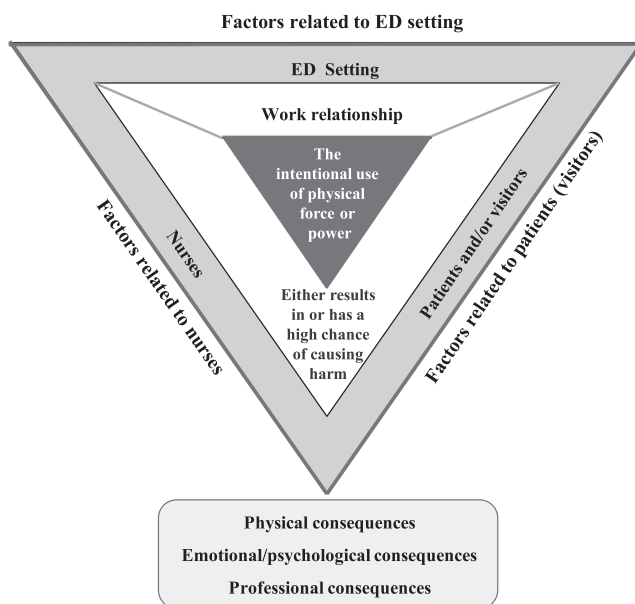 Factors related to ED setting
ED Setting
Work relationship
The
intentional use
of physical
force or
power
Nurses
Patients and/or visitors
Factors related to nurses
Factors related to patients (visitors)
Either results
in or has a
high chance
of causing
harm
Physical consequences
Emotional/psychological consequences
Professional consequences